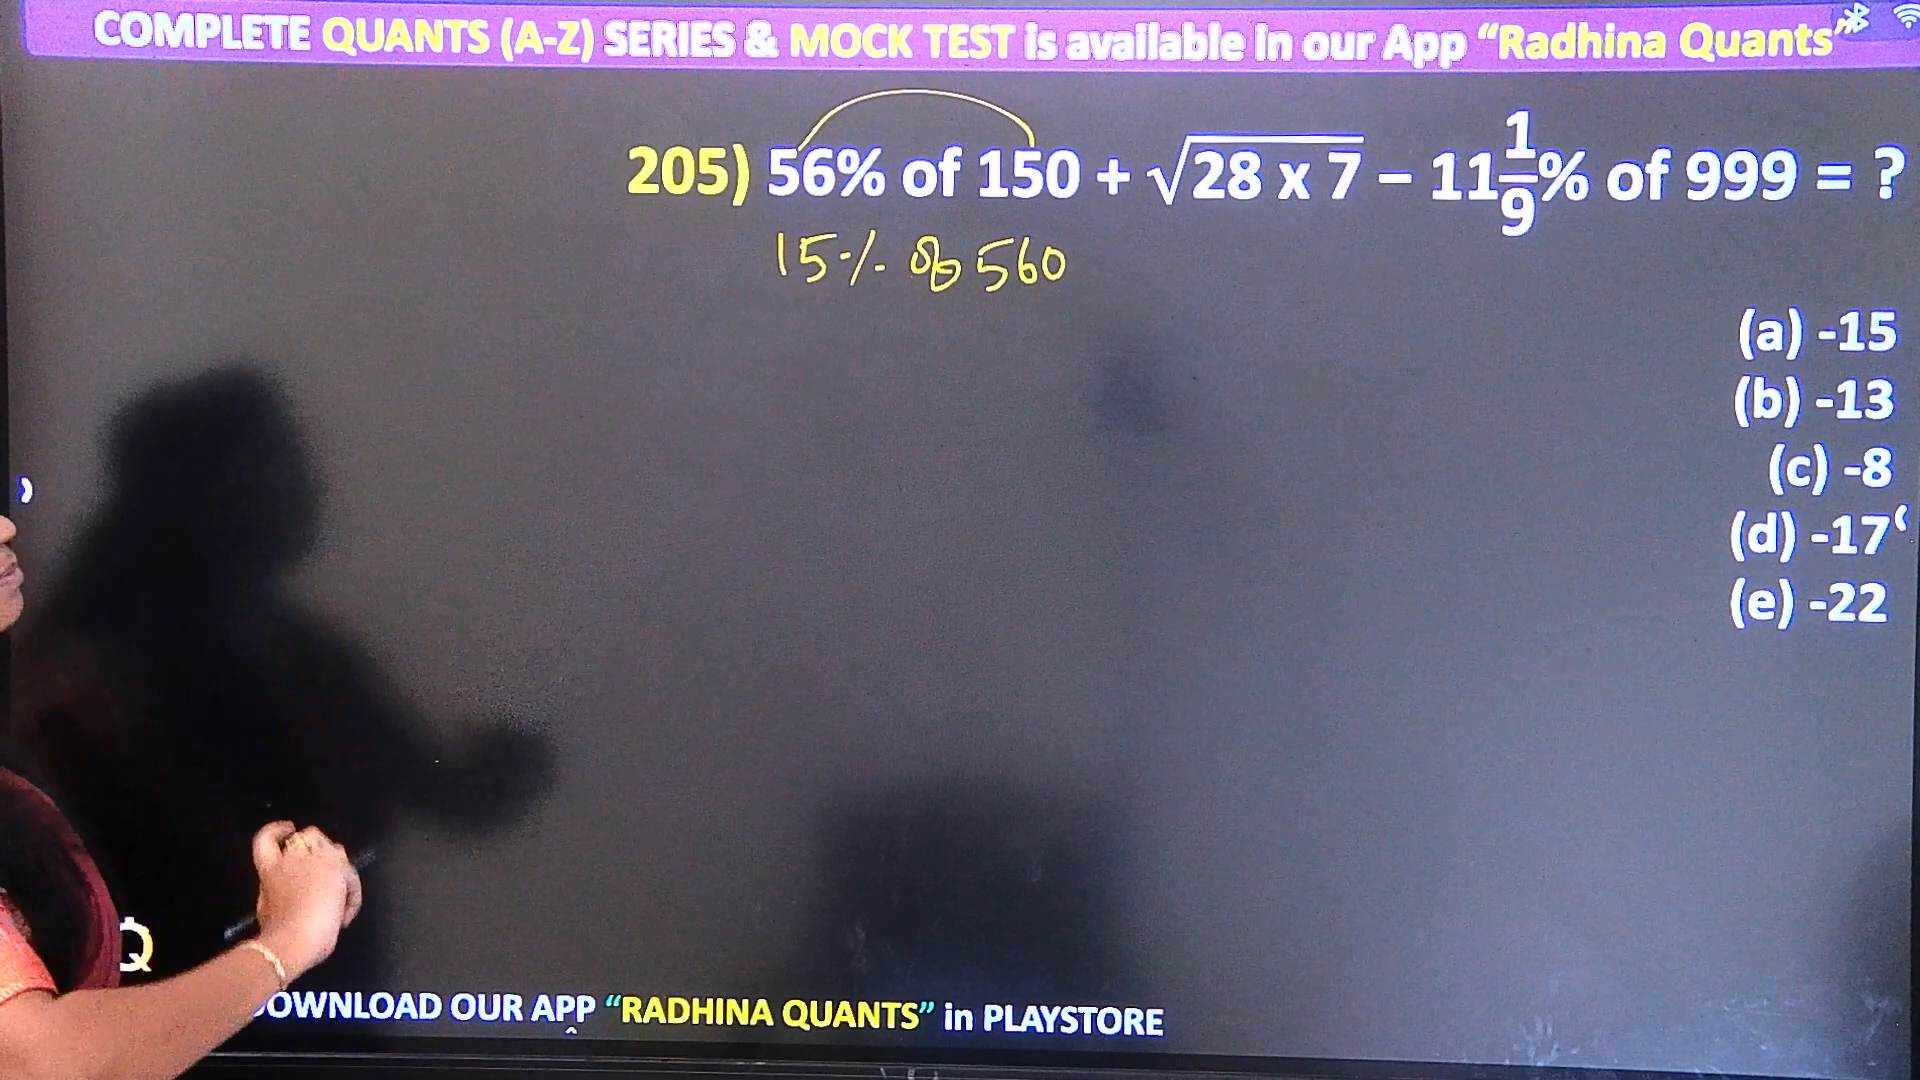 COMPLETE QUANTS (A-Z) SERIES & MOCK TEST is available in our App “Radhina Quants”
205) 56% of 150 + √28 x 7 – 11 1/9% of 999 = ?
15% of 560
(a) -15
(b) -13
(c) -8
(d) -17
(e) -22
Q
OWNLOAD OUR APP “RADHINA QUANTS” in PLAYSTORE